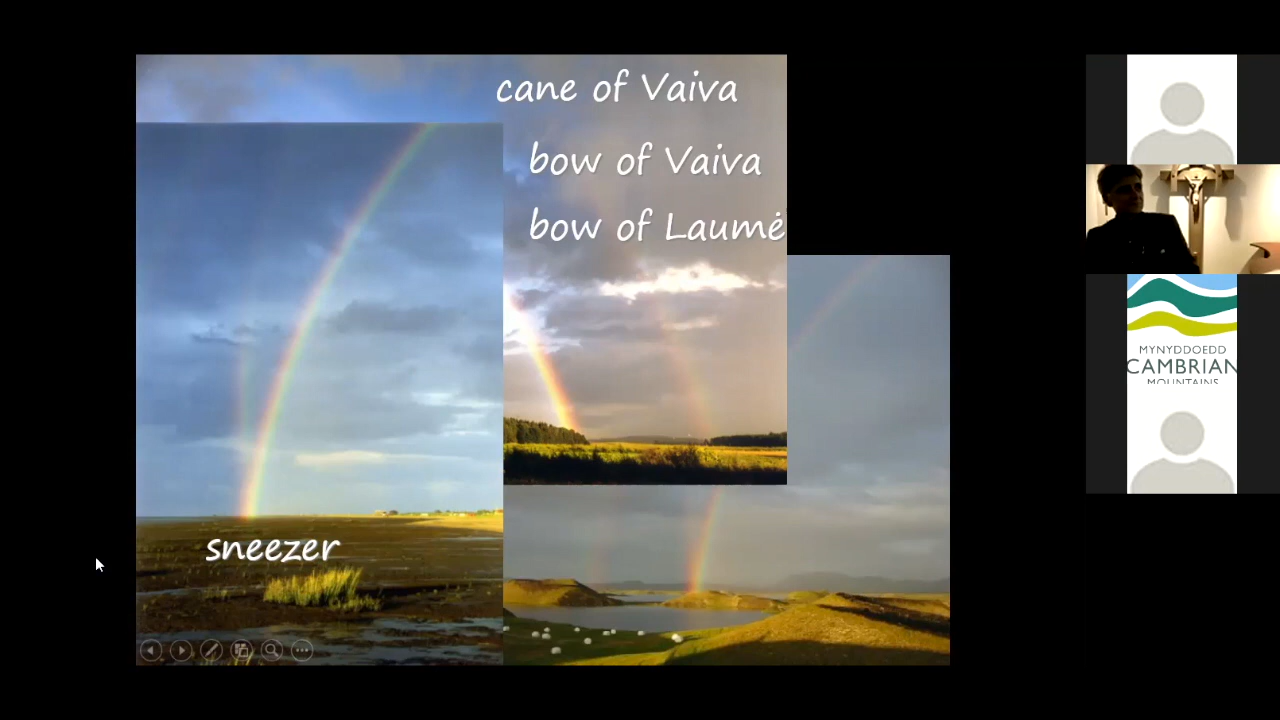 cane of Vaiva
bow of Vaiva
bow of Laumė
sneezer
MYNYDDOEDD
CAMBRIAN
MOUNTAINS